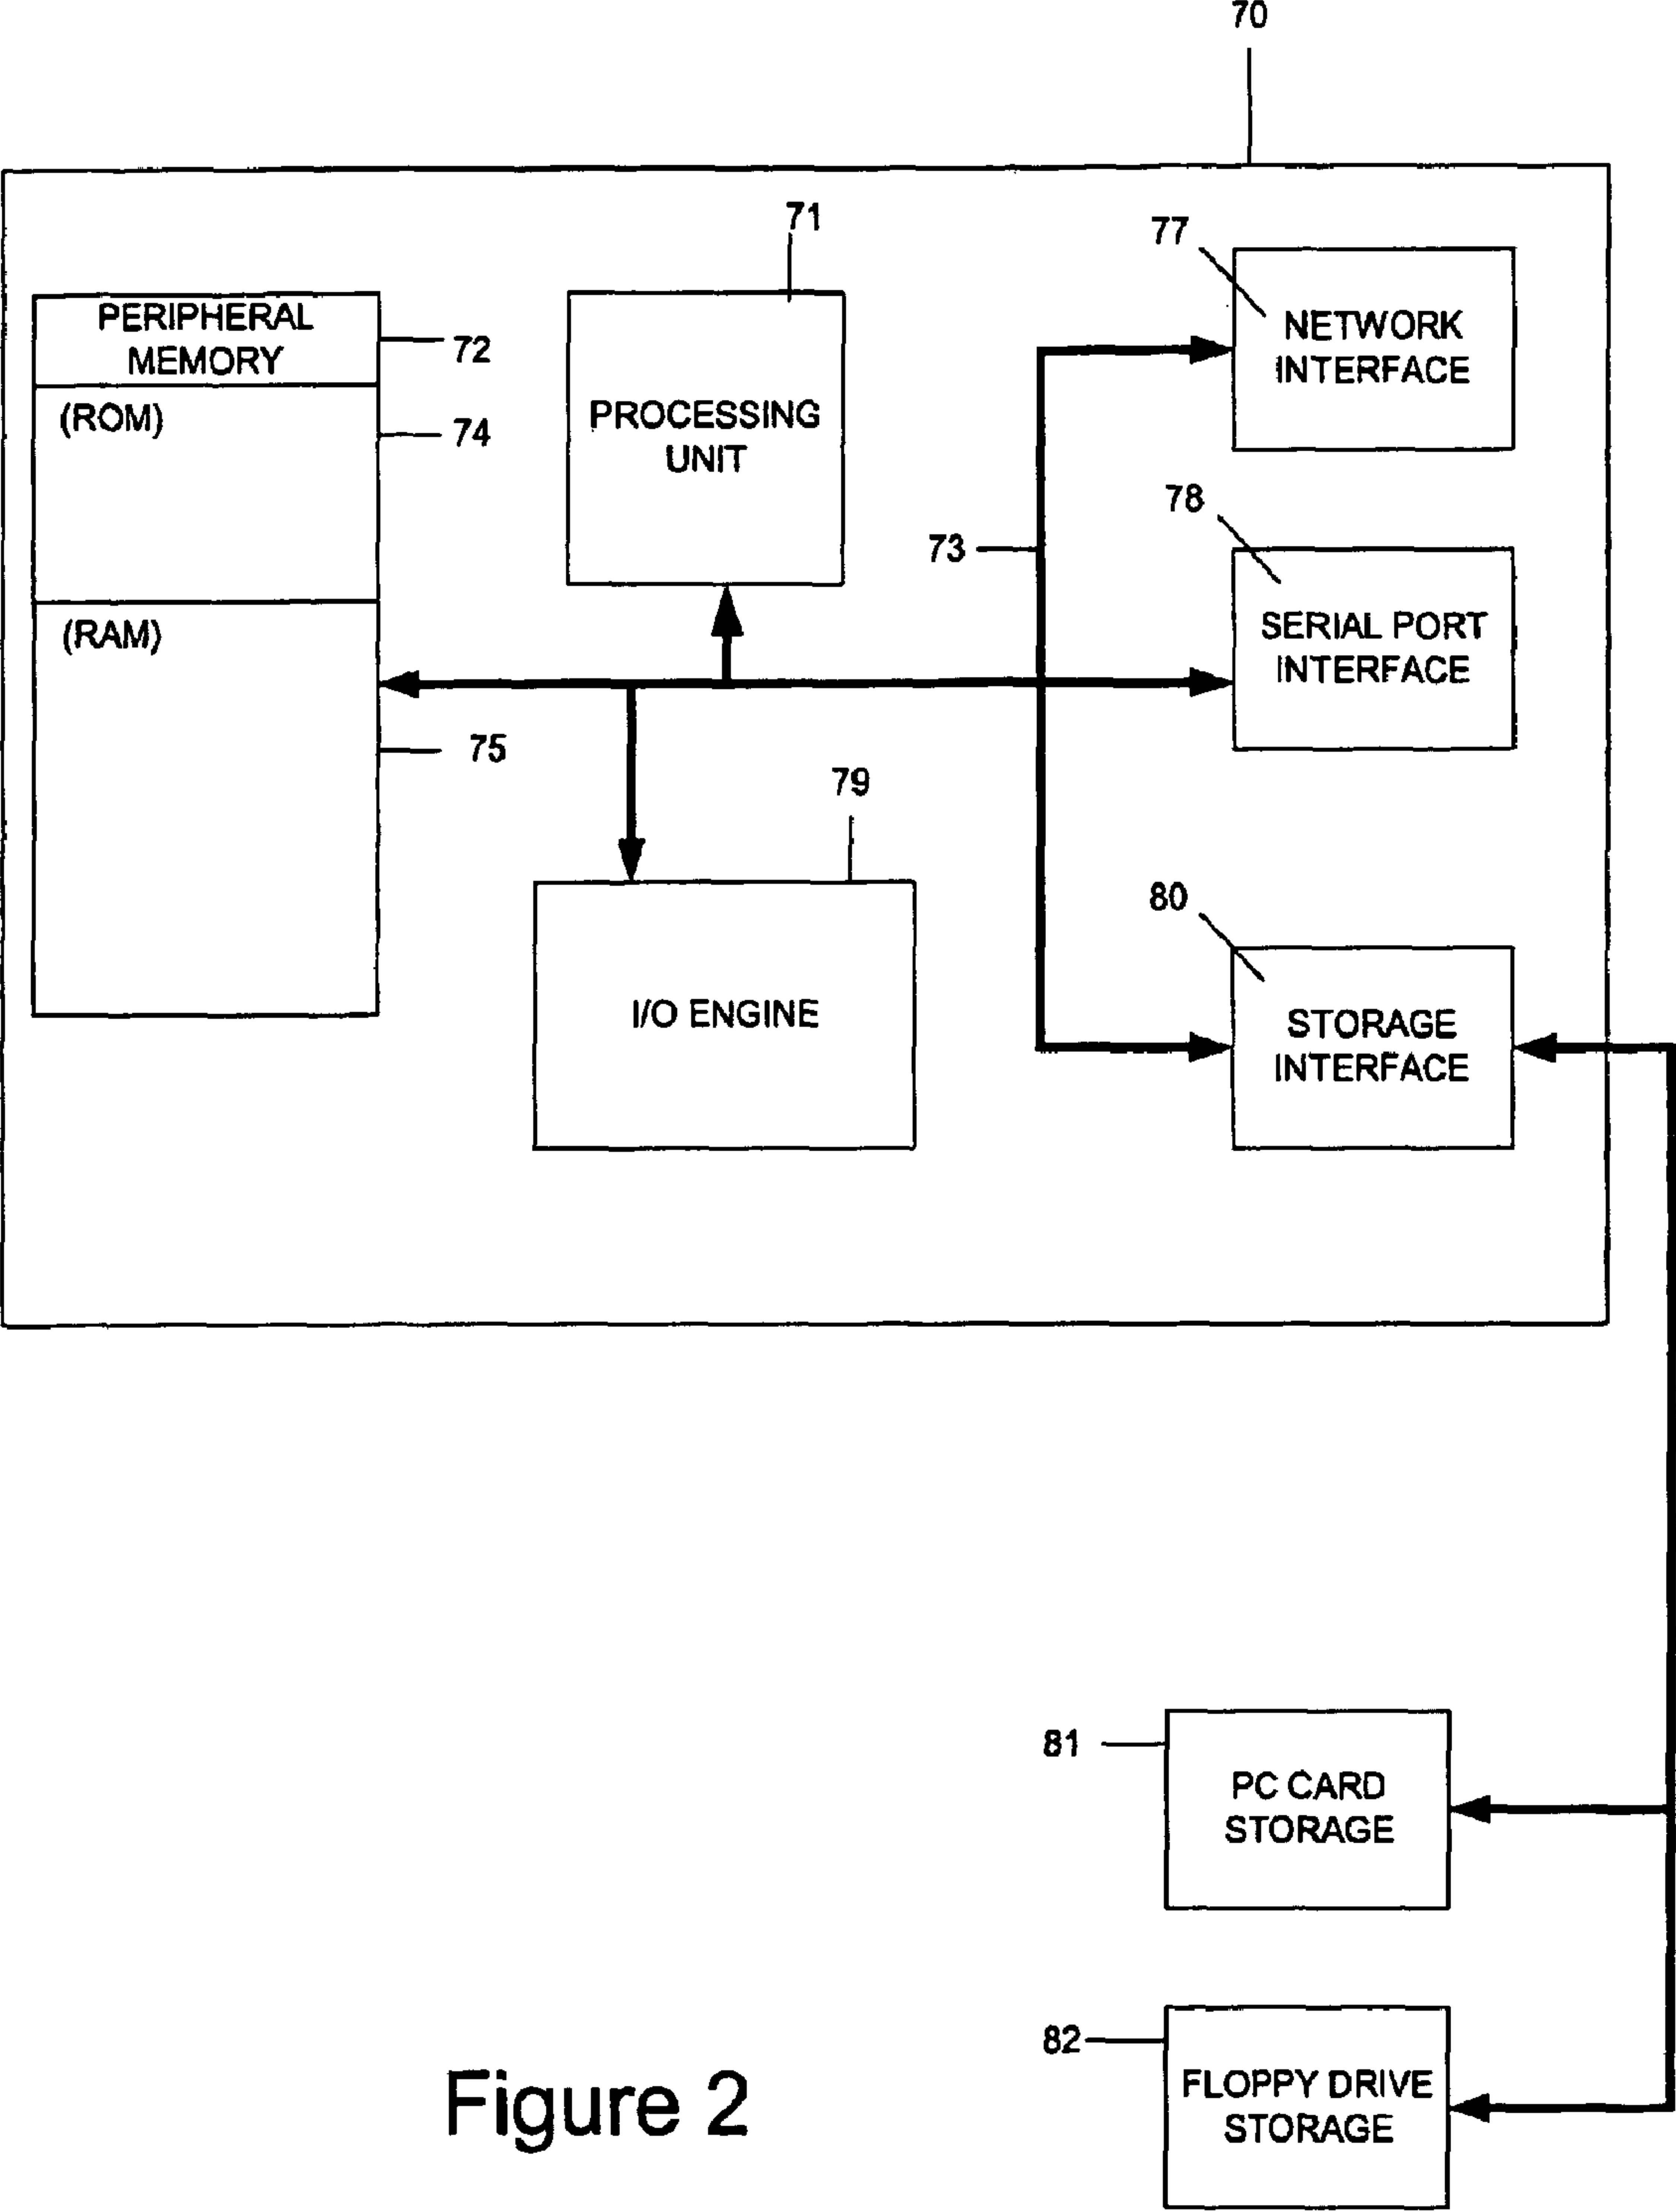 70
71
77
PERIPHERAL
MEMORY
72
(ROM)
74
PROCESSING
UNIT
NETWORK
INTERFACE
78
73
(RAM)
SERIAL PORT
INTERFACE
75
79
80
I/O ENGINE
STORAGE
INTERFACE
81
PC CARD
STORAGE
82
FLOPPY DRIVE
STORAGE
Figure 2